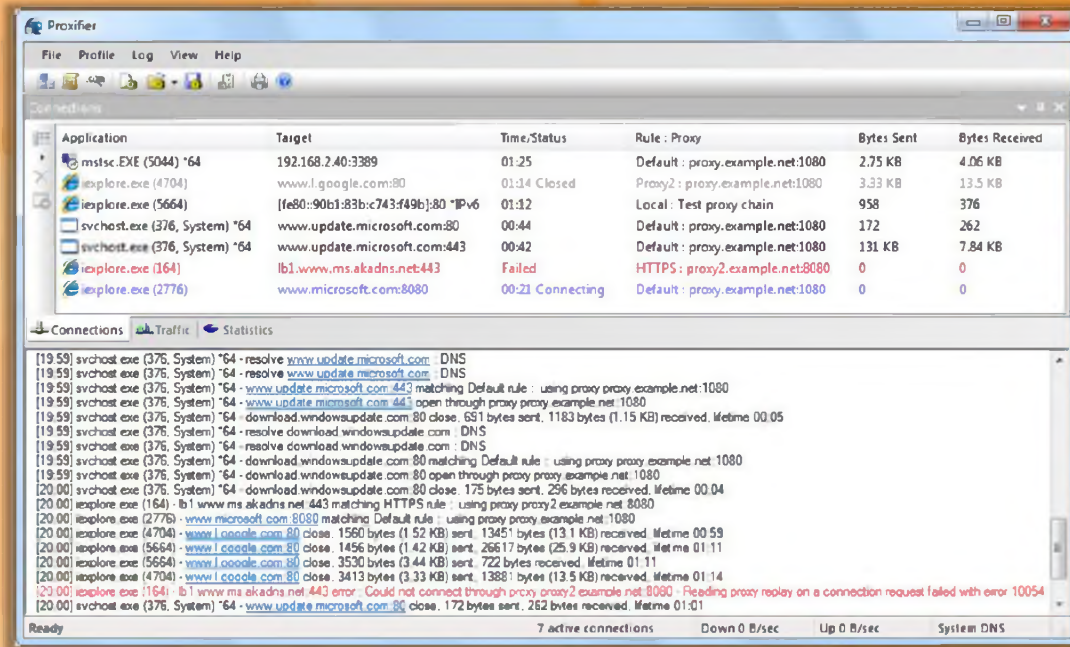 Proxifier
File Profile Log View Help
Connections
Application Target Time/Status Rule : Proxy Bytes Sent Bytes Received
mstsc.EXE (5044) *64 192.168.2.40:3389 01:25 Default : proxy.example.net:1080 2.75 KB 4.06 KB
iexplore.exe (4704) www.l.google.com:80 01:14 Closed Proxy2 : proxy.example.net:1080 3.33 KB 13.5 KB
iexplore.exe (5664) [fe80::90b1:83b:c743:f49b]:80 *IPv6 01:12 Local : Test proxy chain 958 376
svchost.exe (376, System) *64 www.update.microsoft.com:80 00:44 Default : proxy.example.net:1080 172 262
svchost.exe (376, System) *64 www.update.microsoft.com:443 00:42 Default : proxy.example.net:1080 131 KB 7.84 KB
iexplore.exe (164) lb1.www.ms.akadns.net:443 Failed HTTPS : proxy2.example.net:8080 0 0
iexplore.exe (2776) www.microsoft.com:8080 00:21 Connecting Default : proxy.example.net:1080 0 0
Connections Traffic Statistics
[19:59] svchost.exe (376, System) *64 - resolve www.update.microsoft.com : DNS
[19:59] svchost.exe (376, System) *64 - resolve www.update.microsoft.com : DNS
[19:59] svchost.exe (376, System) *64 - www.update.microsoft.com:443 matching Default rule : using proxy proxy.example.net:1080
[19:59] svchost.exe (376, System) *64 - www.update.microsoft.com:443 open through proxy proxy.example.net:1080
[19:59] svchost.exe (376, System) *64 - download.windowsupdate.com:80 close, 691 bytes sent, 1183 bytes (1.15 KB) received, lifetime 00:05
[19:59] svchost.exe (376, System) *64 - resolve download.windowsupdate.com : DNS
[19:59] svchost.exe (376, System) *64 - resolve download.windowsupdate.com : DNS
[19:59] svchost.exe (376, System) *64 - download.windowsupdate.com:80 matching Default rule : using proxy proxy.example.net:1080
[19:59] svchost.exe (376, System) *64 - download.windowsupdate.com:80 open through proxy proxy.example.net:1080
[20:00] svchost.exe (376, System) *64 - download.windowsupdate.com:80 close, 175 bytes sent, 296 bytes received, lifetime 00:04
[20:00] iexplore.exe (164) - lb1.www.ms.akadns.net:443 matching HTTPS rule : using proxy proxy2.example.net:8080
[20:00] iexplore.exe (2776) - www.microsoft.com:8080 matching Default rule : using proxy proxy.example.net:1080
[20:00] iexplore.exe (4704) - www.l.google.com:80 close, 1560 bytes (1.52 KB) sent, 13451 bytes (13.1 KB) received, lifetime 00:59
[20:00] iexplore.exe (5664) - www.l.google.com:80 close, 1456 bytes (1.42 KB) sent, 26617 bytes (25.9 KB) received, lifetime 01:11
[20:00] iexplore.exe (5664) - www.l.google.com:80 close, 3530 bytes (3.44 KB) sent, 722 bytes received, lifetime 01:11
[20:00] iexplore.exe (4704) - www.l.google.com:80 close, 3413 bytes (3.33 KB) sent, 13881 bytes (13.5 KB) received, lifetime 01:14
[20:00] iexplore.exe (164) - lb1.www.ms.akadns.net:443 error : Could not connect through proxy proxy2.example.net:8080 - Reading proxy replay on a connection request failed with error 10054
[20:00] svchost.exe (376, System) *64 - www.update.microsoft.com:80 close, 172 bytes sent, 262 bytes received, lifetime 01:01
Ready 7 active connections Down 0 B/sec Up 0 B/sec System DNS